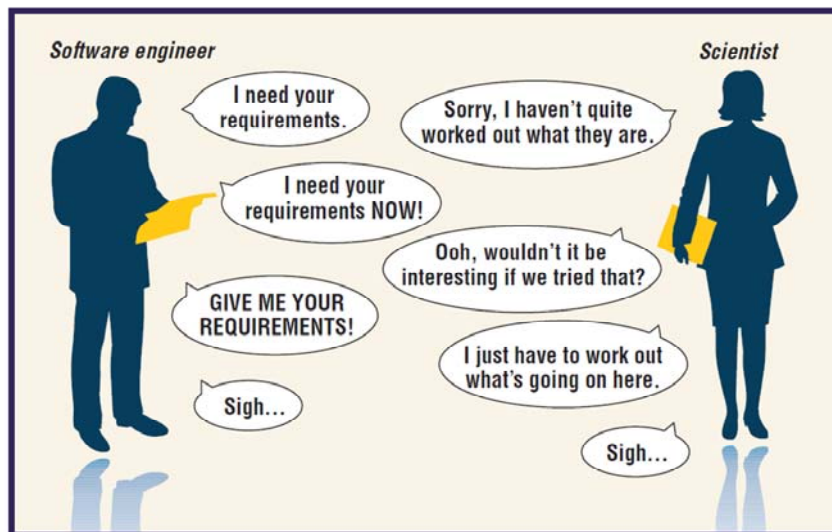 Software engineer
Scientist
I need your
requirements.
Sorry, I haven’t quite
worked out what they are.
I need your
requirements NOW!
Ooh, wouldn’t it be
interesting if we tried that?
GIVE ME YOUR
REQUIREMENTS!
I just have to work out
what’s going on here.
Sigh…
Sigh…